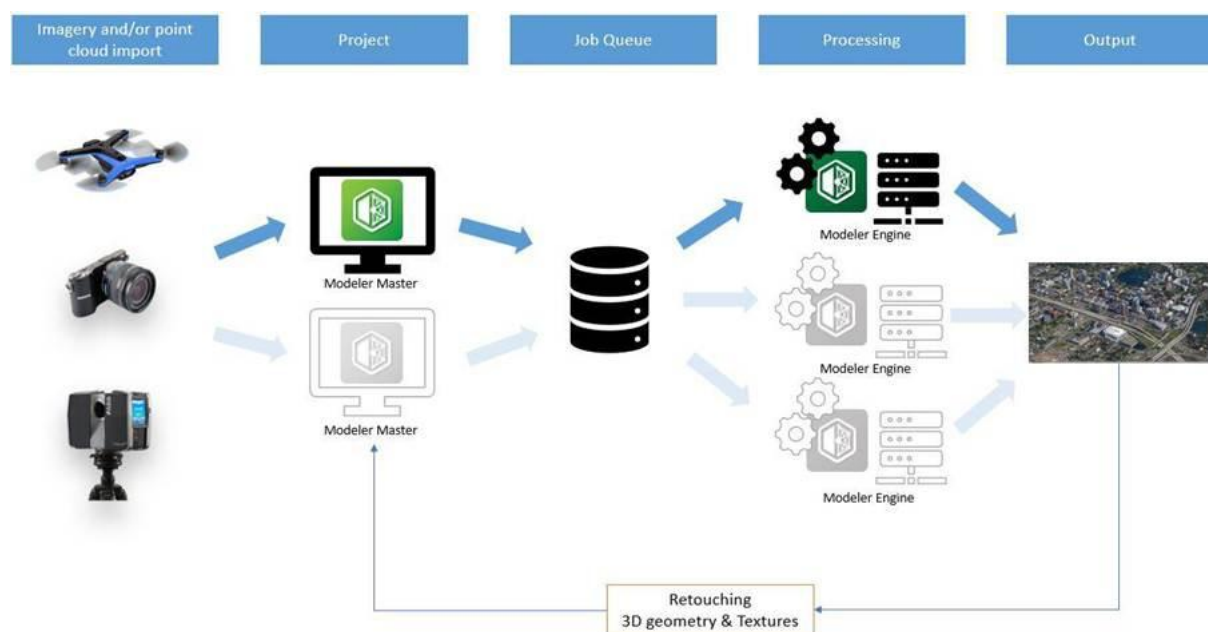 Imagery and/or point
cloud import
Project
Job Queue
Processing
Output
Modeler Master
Modeler Master
Modeler Engine
Modeler Engine
Modeler Engine
Retouching
3D geometry & Textures